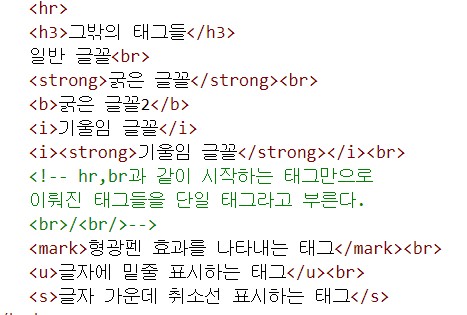 <hr>
<h3>그밖의 태그들</h3>
일반 글꼴<br>
<strong>굵은 글꼴</strong><br>
<b>굵은 글꼴2</b>
<i>기울임 글꼴</i>
<i><strong>기울임 글꼴</strong></i><br>
<!-- hr,br과 같이 시작하는 태그만으로
이뤄진 태그들을 단일 태그라고 부른다.
<br>/<br/>-->
<mark>형광펜 효과를 나타내는 태그</mark><br>
<u>글자에 밑줄 표시하는 태그</u><br>
<s>글자 가운데 취소선 표시하는 태그</s>